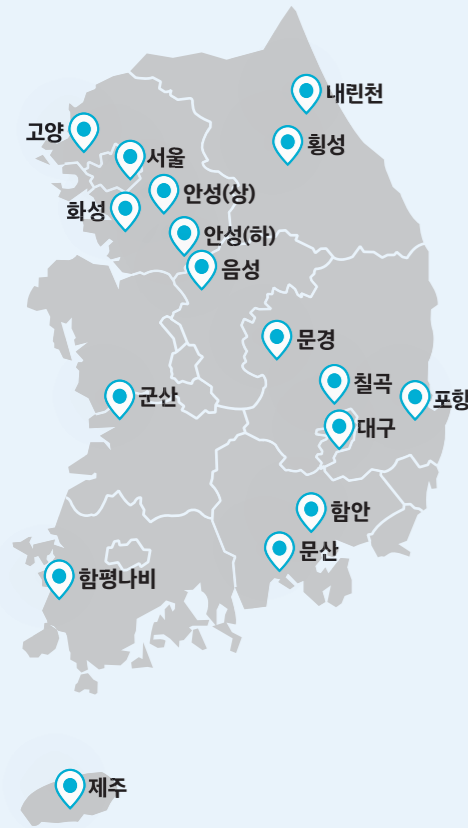 내린천
고양
횡성
서울
안성(상)
화성
안성(하)
음성
문경
칠곡
군산
포항
대구
함안
문산
함평나비
제주